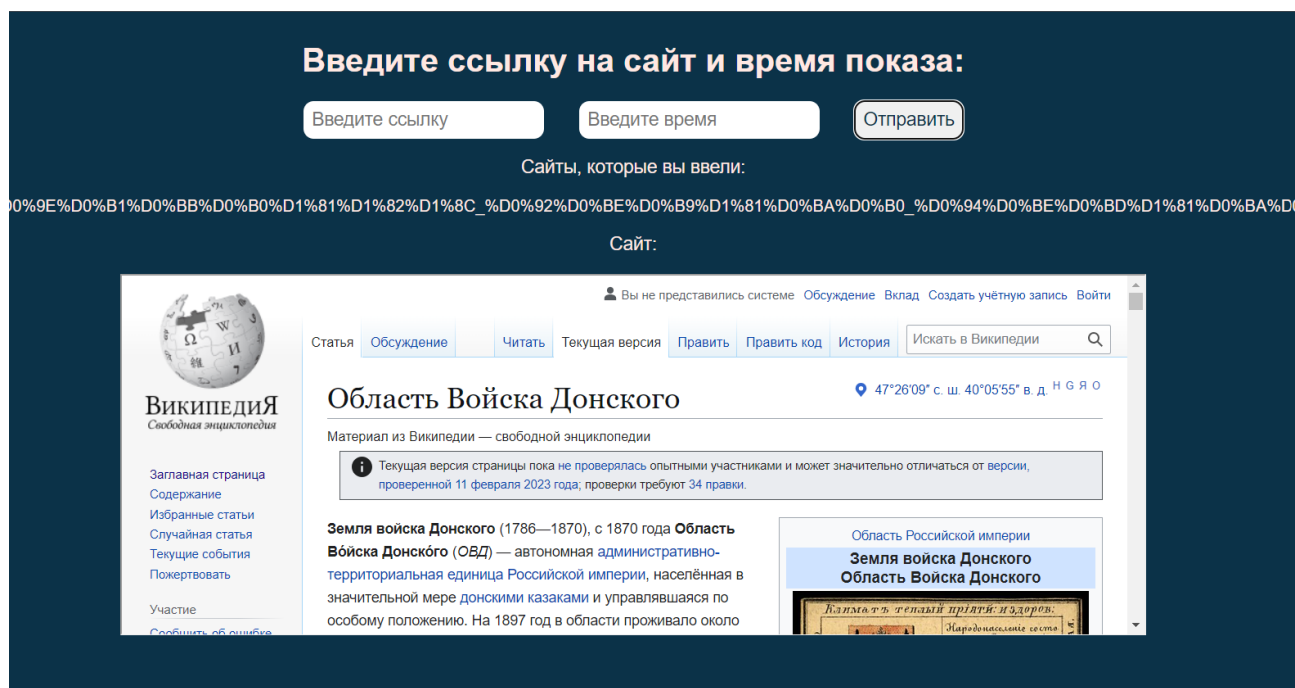 Введите ссылку на сайт и время показа:
Введите ссылку Введите время Отправить
Сайты, которые вы ввели:
0%9E%D0%B1%D0%BB%D0%B0%D1%81%D1%82%D1%8C_%D0%92%D0%BE%D0%B9%D1%81%D0%BA%D0%B0_%D0%94%D0%BE%D0%BD%D1%81%D0%BA%D0
Сайт:
Вы не представились системе Обсуждение Вклад Создать учётную запись Войти
Статья Обсуждение Читать Текущая версия Править Править код История Искать в Википедии
ВИКИПЕДИЯ
Свободная энциклопедия
Область Войска Донского
47°26′09″ с. ш. 40°05′55″ в. д. H G Я O
Материал из Википедии — свободной энциклопедии
Текущая версия страницы пока не проверялась опытными участниками и может значительно отличаться от версии,
проверенной 11 февраля 2023 года; проверки требуют 34 правки.
Заглавная страница
Содержание
Избранные статьи
Случайная статья
Текущие события
Пожертвовать
Участие
Сообщить об ошибке
Земля войска Донского (1786—1870), с 1870 года Область
Во́йска Донско́го (ОВД) — автономная административно-
территориальная единица Российской империи, населённая в
значительной мере донскими казаками и управлявшаяся по
особому положению. На 1897 год в области проживало около
Область Российской империи
Земля войска Донского
Область Войска Донского